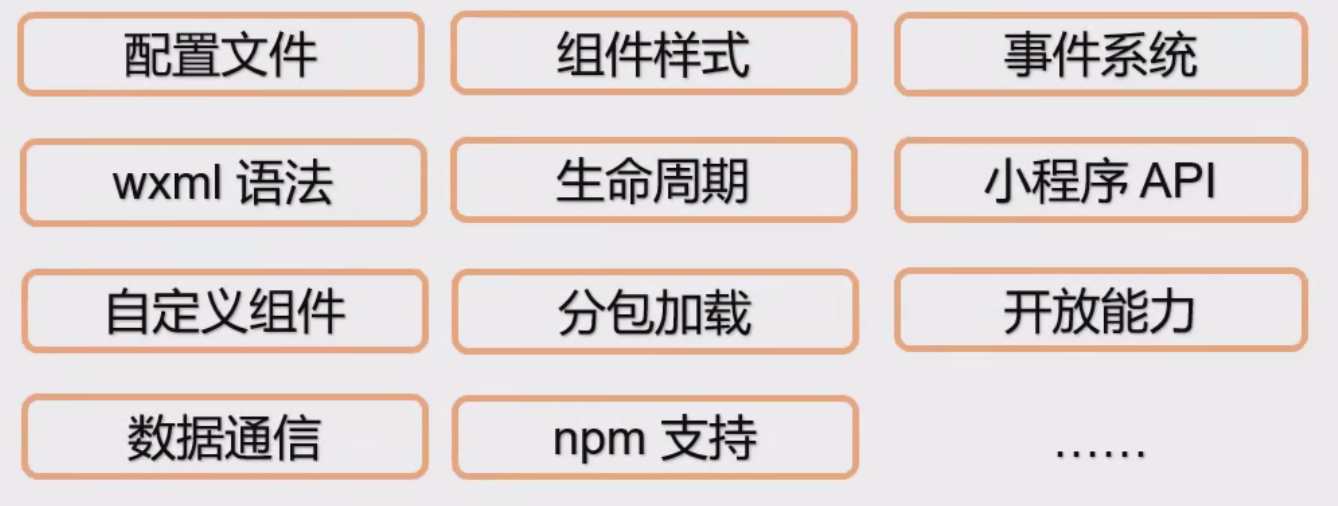 配置文件
组件样式
事件系统
wxml 语法
生命周期
小程序 API
自定义组件
分包加载
开放能力
数据通信
npm 支持
……